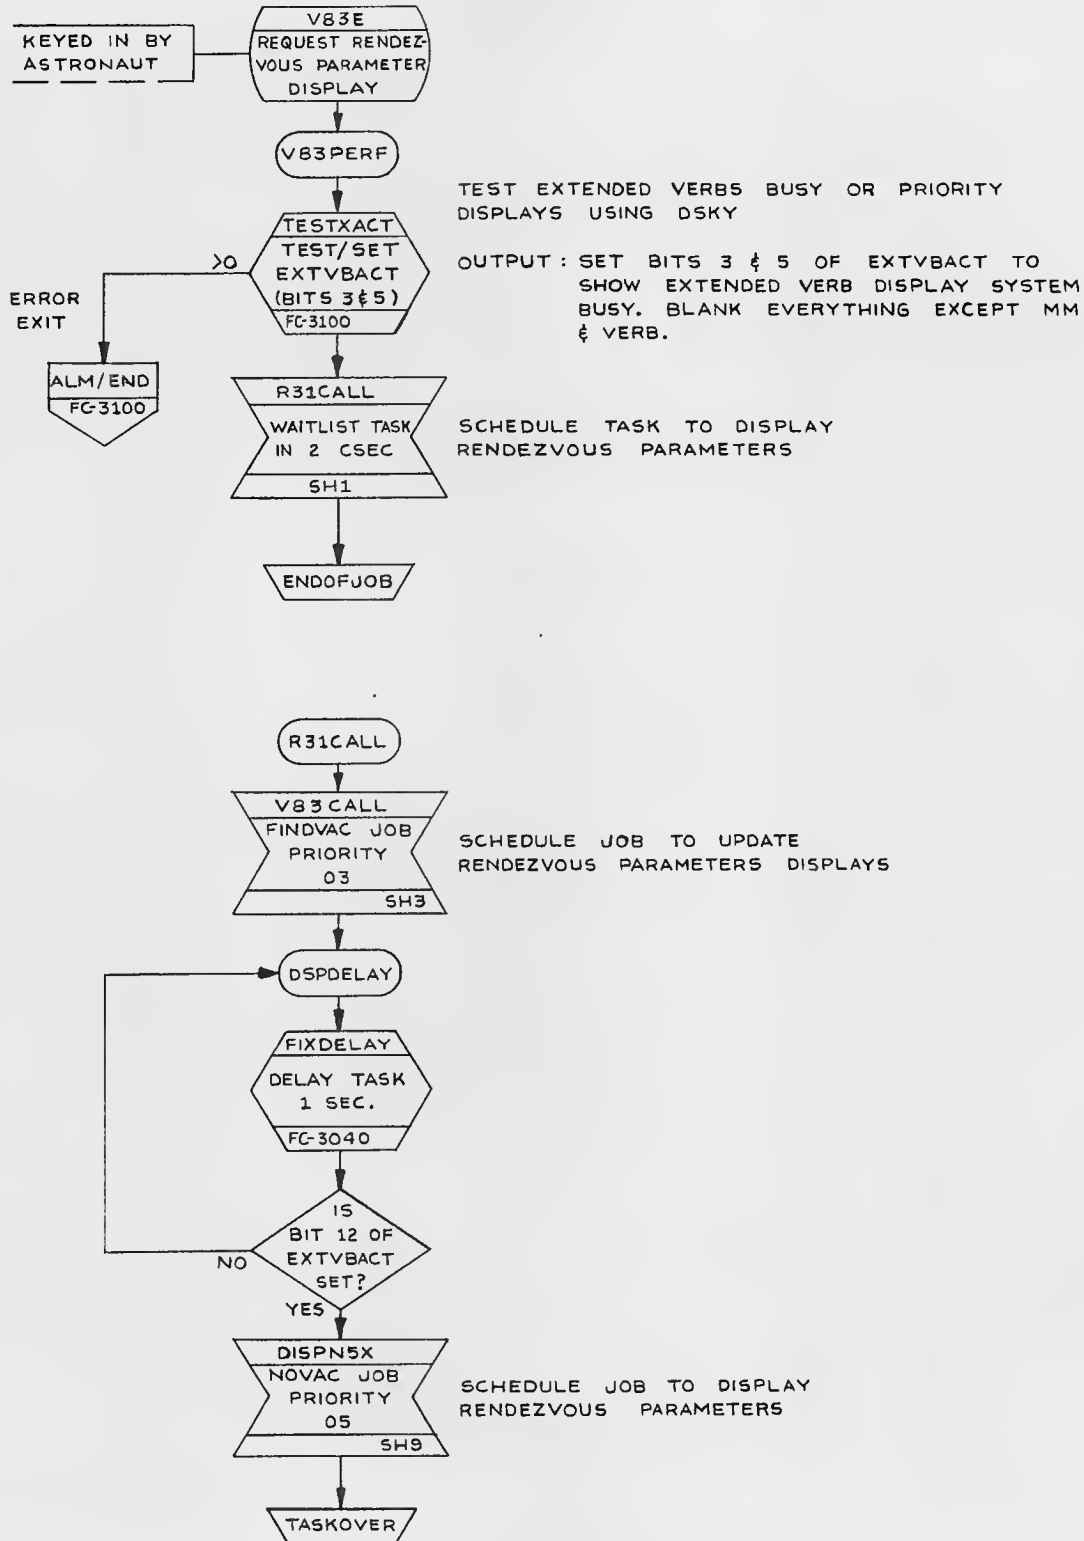 V83E
REQUEST RENDEZ-
VOUS PARAMETER
DISPLAY
KEYED IN BY
ASTRONAUT
V83PERF
TESTXACT
TEST/SET
EXTVBACT
(BITS 3 & 5)
FC-3100
>0
ERROR
EXIT
ALM/END
FC-3100
TEST EXTENDED VERBS BUSY OR PRIORITY
DISPLAYS USING DSKY
OUTPUT : SET BITS 3 & 5 OF EXTVBACT TO
SHOW EXTENDED VERB DISPLAY SYSTEM
BUSY. BLANK EVERYTHING EXCEPT MM
& VERB.
R31CALL
WAITLIST TASK
IN 2 CSEC
SH1
SCHEDULE TASK TO DISPLAY
RENDEZVOUS PARAMETERS
ENDOFJOB
R31CALL
V83CALL
FINDVAC JOB
PRIORITY
03
SH3
SCHEDULE JOB TO UPDATE
RENDEZVOUS PARAMETERS DISPLAYS
DSPDELAY
FIXDELAY
DELAY TASK
1 SEC.
FC-3040
IS
BIT 12 OF
EXTVBACT
SET?
NO
YES
DISPN5X
NOVAC JOB
PRIORITY
05
SH9
SCHEDULE JOB TO DISPLAY
RENDEZVOUS PARAMETERS
TASKOVER